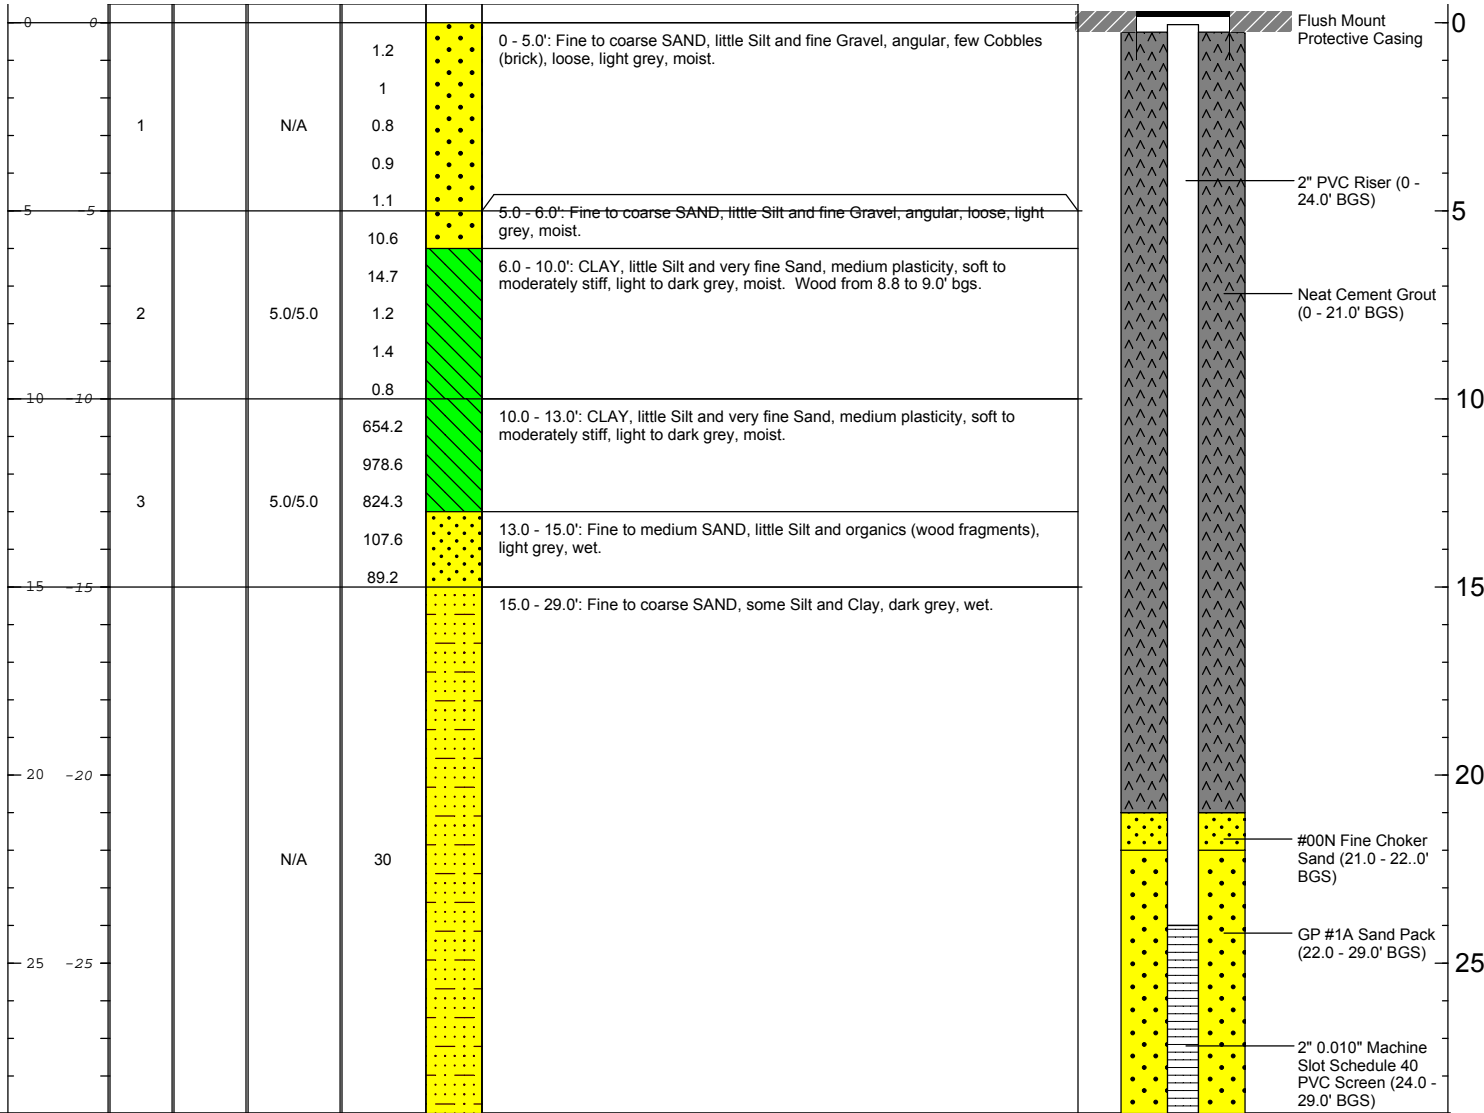 0 0 0
1.2
0 - 5.0': Fine to coarse SAND, little Silt and fine Gravel, angular, few Cobbles
(brick), loose, light grey, moist.
Flush Mount
Protective Casing
1
1 N/A 0.8
0.9
1.1
2" PVC Riser (0 -
24.0' BGS)
5 -5 5
5.0 - 6.0': Fine to coarse SAND, little Silt and fine Gravel, angular, loose, light
grey, moist.
10.6
6.0 - 10.0': CLAY, little Silt and very fine Sand, medium plasticity, soft to
moderately stiff, light to dark grey, moist.  Wood from 8.8 to 9.0' bgs.
14.7
2 5.0/5.0 1.2
Neat Cement Grout
(0 - 21.0' BGS)
1.4
0.8
10 -10 10
10.0 - 13.0': CLAY, little Silt and very fine Sand, medium plasticity, soft to
moderately stiff, light to dark grey, moist.
654.2
978.6
3 5.0/5.0 824.3
13.0 - 15.0': Fine to medium SAND, little Silt and organics (wood fragments),
light grey, wet.
107.6
89.2
15 -15 15
15.0 - 29.0': Fine to coarse SAND, some Silt and Clay, dark grey, wet.
20 -20 20
N/A 30
#00N Fine Choker
Sand (21.0 - 22..0'
BGS)
GP #1A Sand Pack
(22.0 - 29.0' BGS)
25 -25 25
2" 0.010" Machine
Slot Schedule 40
PVC Screen (24.0 -
29.0' BGS)